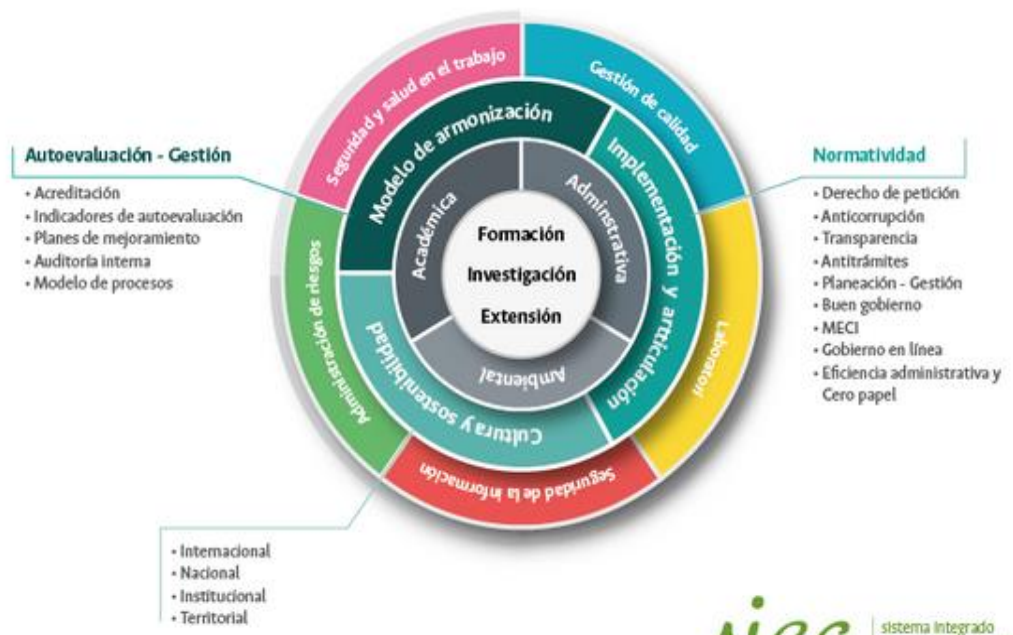 Seguridad y salud en el trabajo
Gestión de calidad
Modelo de armonización
Implementación y artticulación
Autoevaluación - Gestión
• Acreditación
• Indicadores de autoevaluación
• Planes de mejoramiento
• Auditoría interna
• Modelo de procesos
Normatividad
• Derecho de petición
• Anticorrupción
• Transparencia
• Antitrámites
• Planeación - Gestión
• Buen gobierno
• MECI
• Gobierno en línea
• Eficiencia administrativa y
Cero papel
Académica
Adminstrativa
Formación
Investigación
Extensión
Ambiental
Administración de riesgos
Laboratori
Cultura y sostenibilidad
Seguridad de la información
• Internacional
• Nacional
• Institucional
• Territorial
sistema integrado